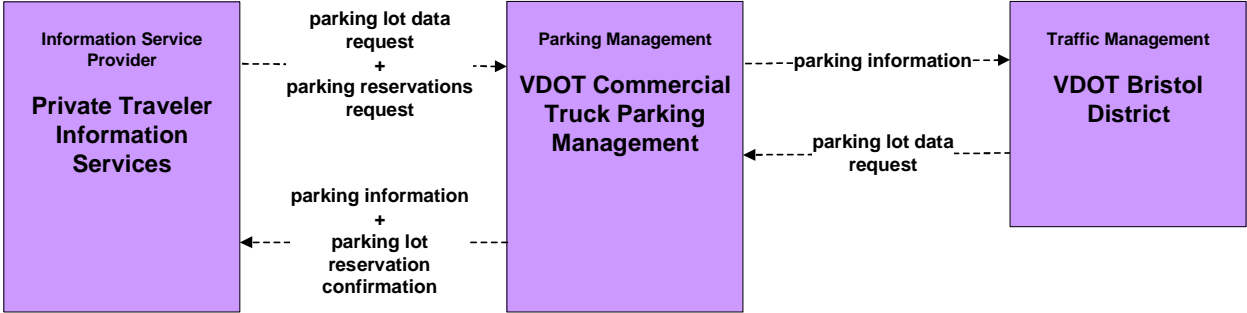 Information Service
Provider
Private Traveler
Information
Services
parking lot data
request
+
parking reservations
request
parking information
+
parking lot
reservation
confirmation
Parking Management
VDOT Commercial
Truck Parking
Management
parking information
parking lot data
request
Traffic Management
VDOT Bristol
District